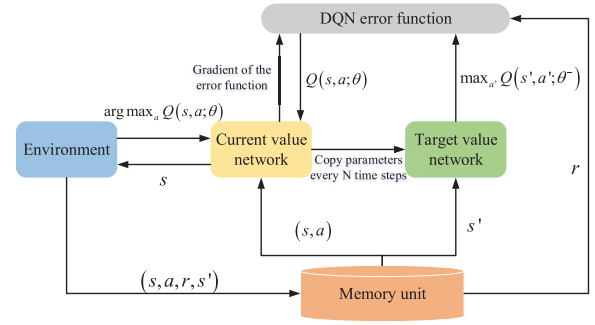 DQN error function
Gradient of the
error function
Q(s,a;θ)
max_{a'} Q(s',a';θ⁻)
arg max_a Q(s,a;θ)
Environment
Current value
network
Target value
network
Copy parameters
every N time steps
s
r
(s,a)
s'
(s,a,r,s')
Memory unit